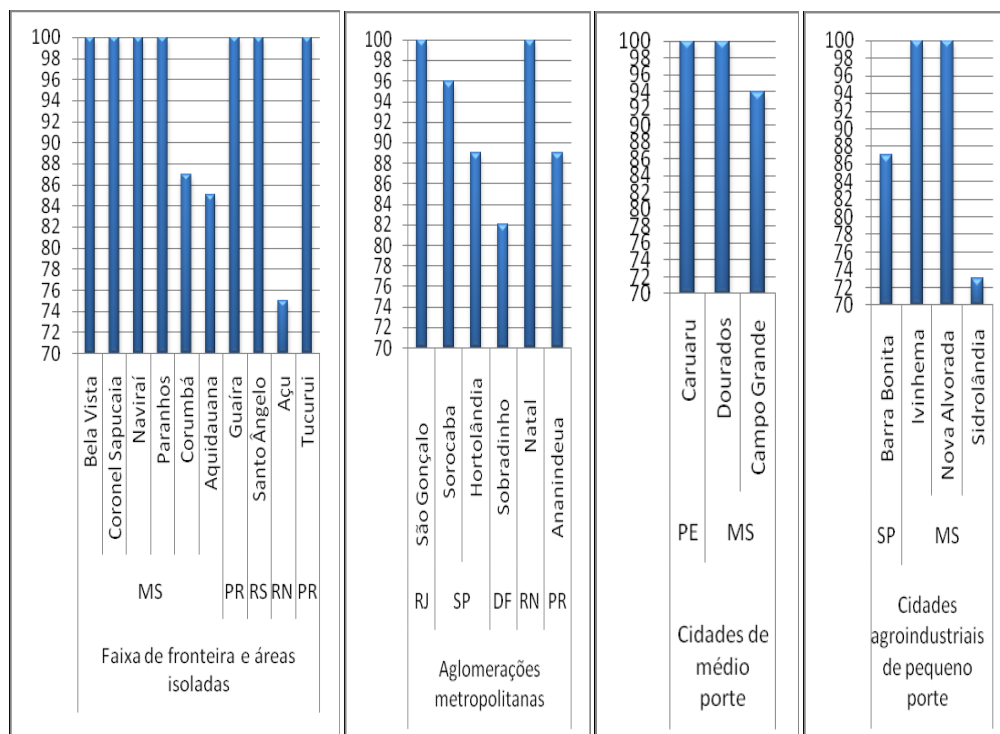 100
98
96
94
92
90
88
86
84
82
80
78
76
74
72
70
Bela Vista
Coronel Sapucaia
Naviraí
Paranhos
Corumbá
Aquidauana
Guaíra
Santo Ângelo
Açu
Tucurui
MS
PR
RS
RN
PR
Faixa de fronteira e áreas
isoladas
100
98
96
94
92
90
88
86
84
82
80
78
76
74
72
70
São Gonçalo
Sorocaba
Hortolândia
Sobradinho
Natal
Ananindeua
RJ
SP
DF
RN
PR
Aglomerações
metropolitanas
100
98
96
94
92
90
88
86
84
82
80
78
76
74
72
70
Caruaru
Dourados
Campo Grande
PE
MS
Cidades de
médio
porte
100
98
96
94
92
90
88
86
84
82
80
78
76
74
72
70
Barra Bonita
Ivinhema
Nova Alvorada
Sidrolândia
SP
MS
Cidades
agroindustriais
de pequeno
porte